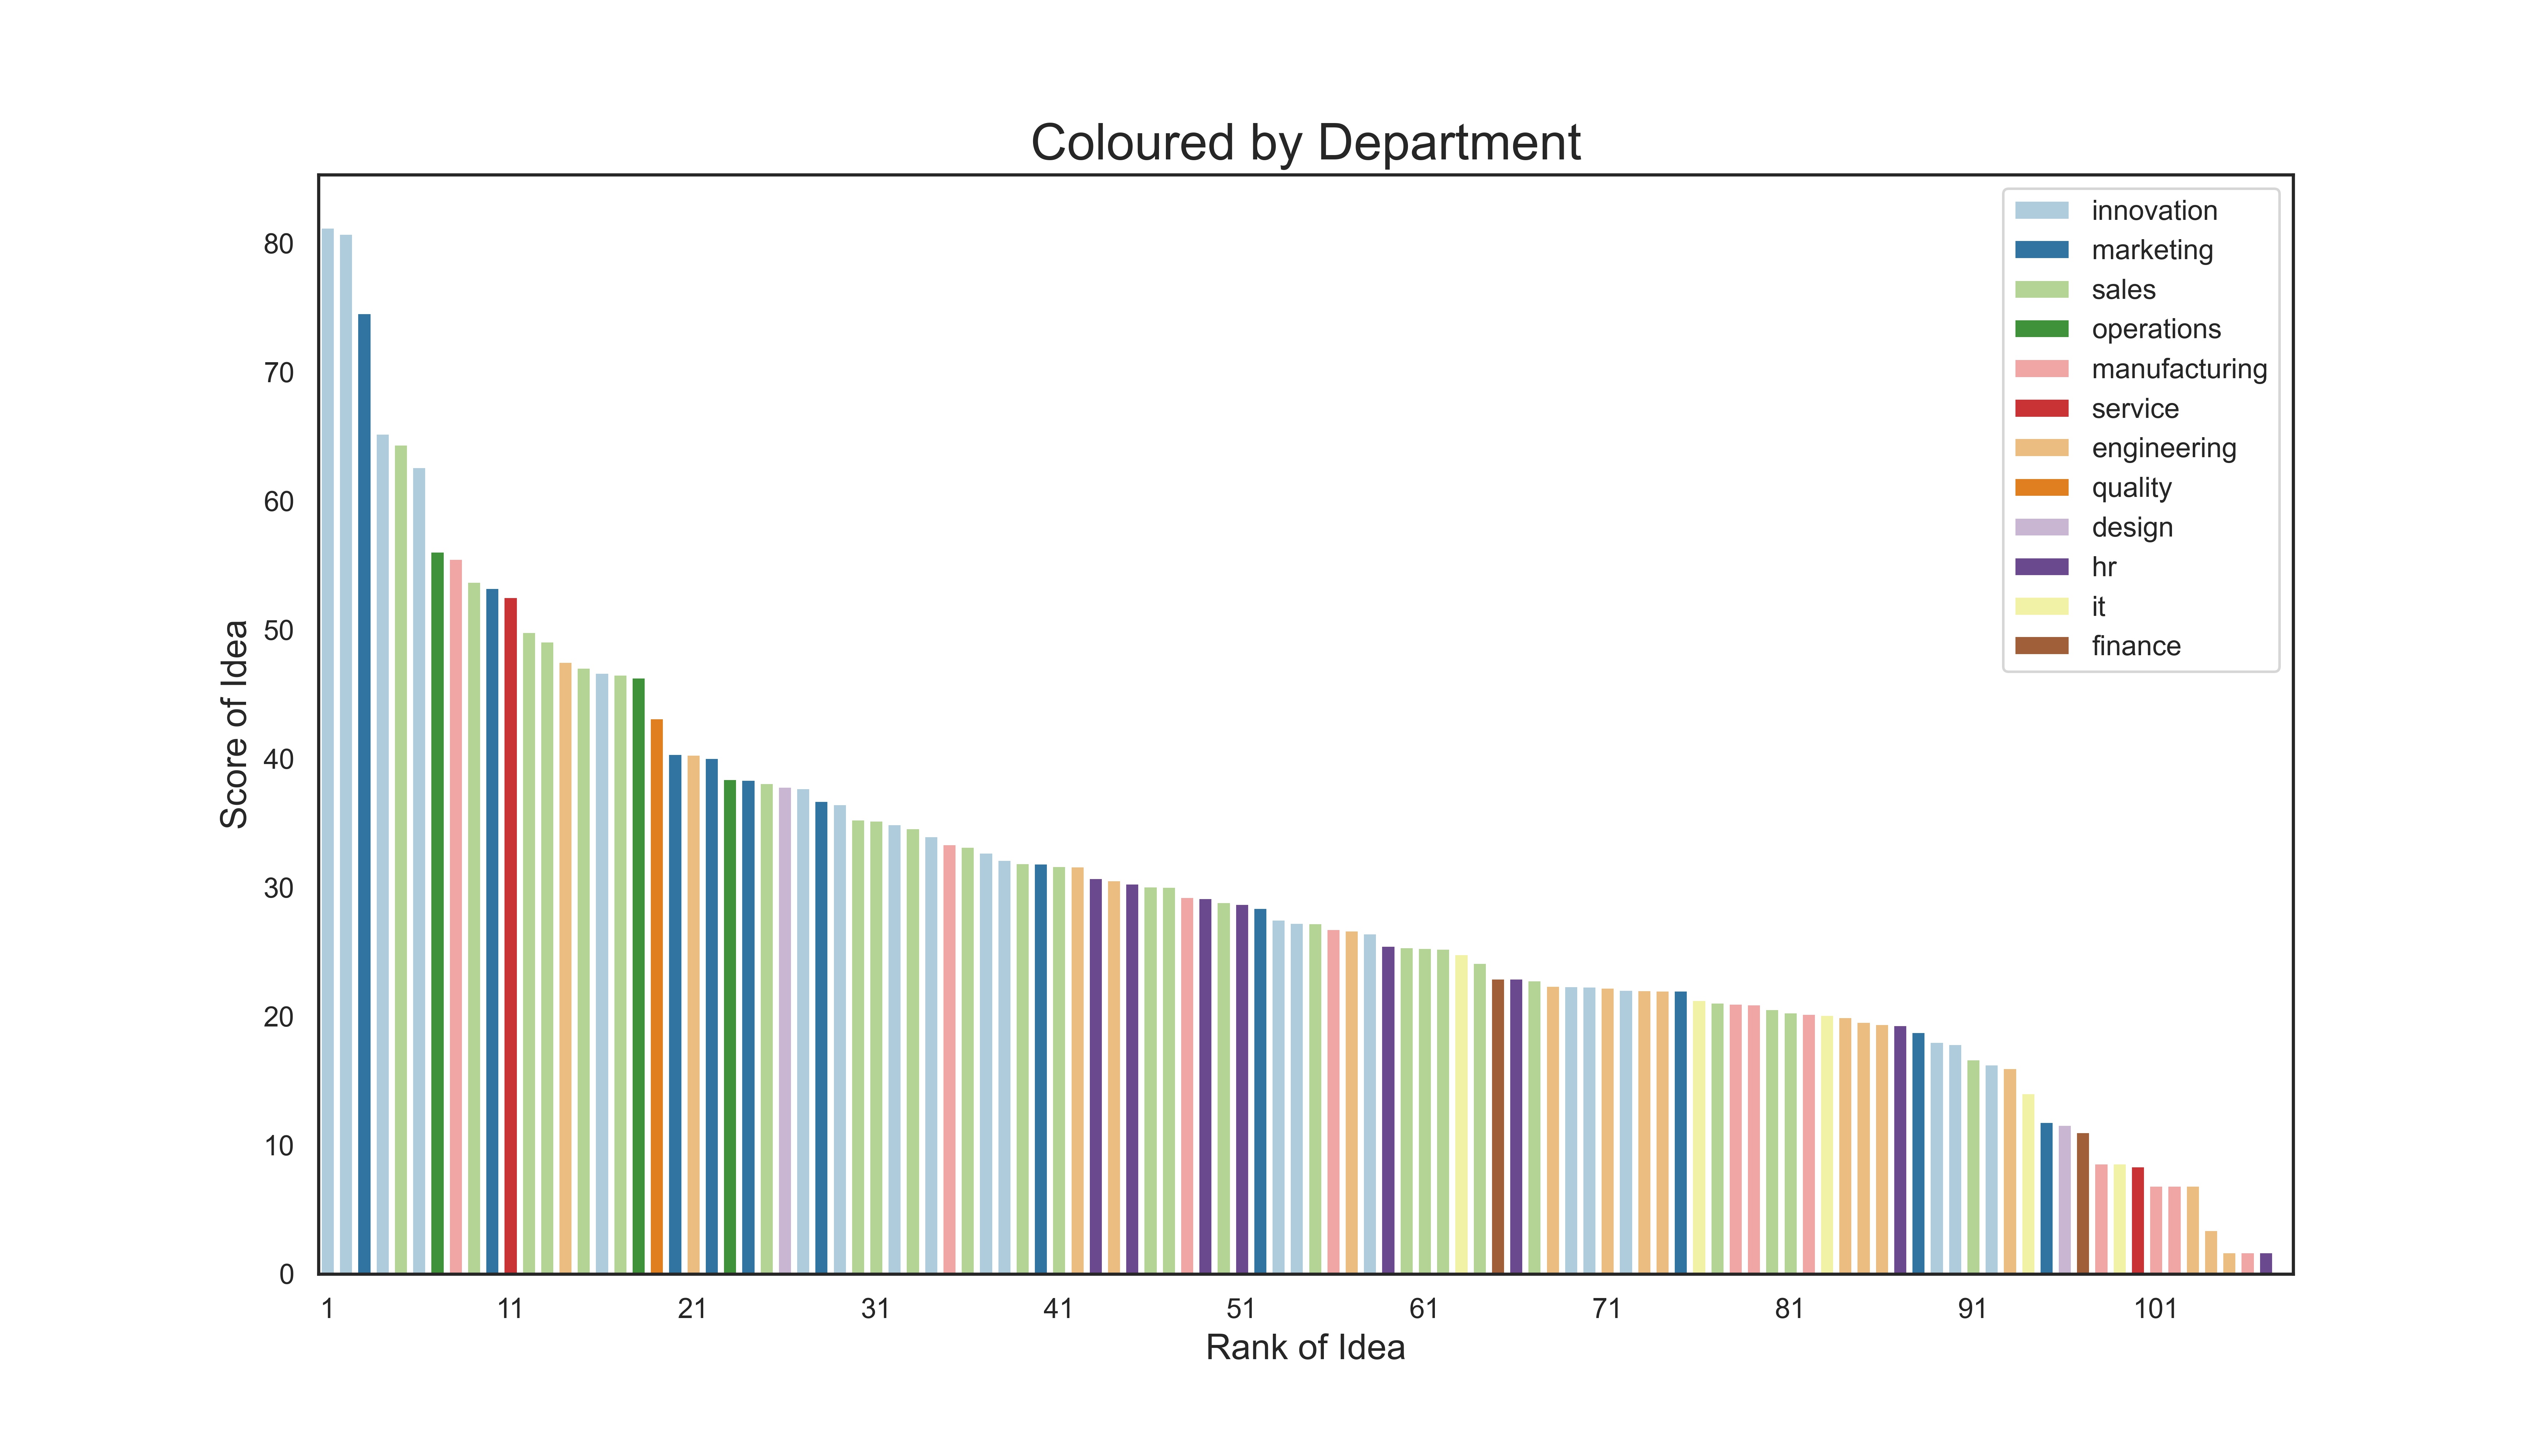 Coloured by Department
80
70
60
50
40
30
20
10
0
Score of Idea
1 11 21 31 41 51 61 71 81 91 101
Rank of Idea
innovation
marketing
sales
operations
manufacturing
service
engineering
quality
design
hr
it
finance